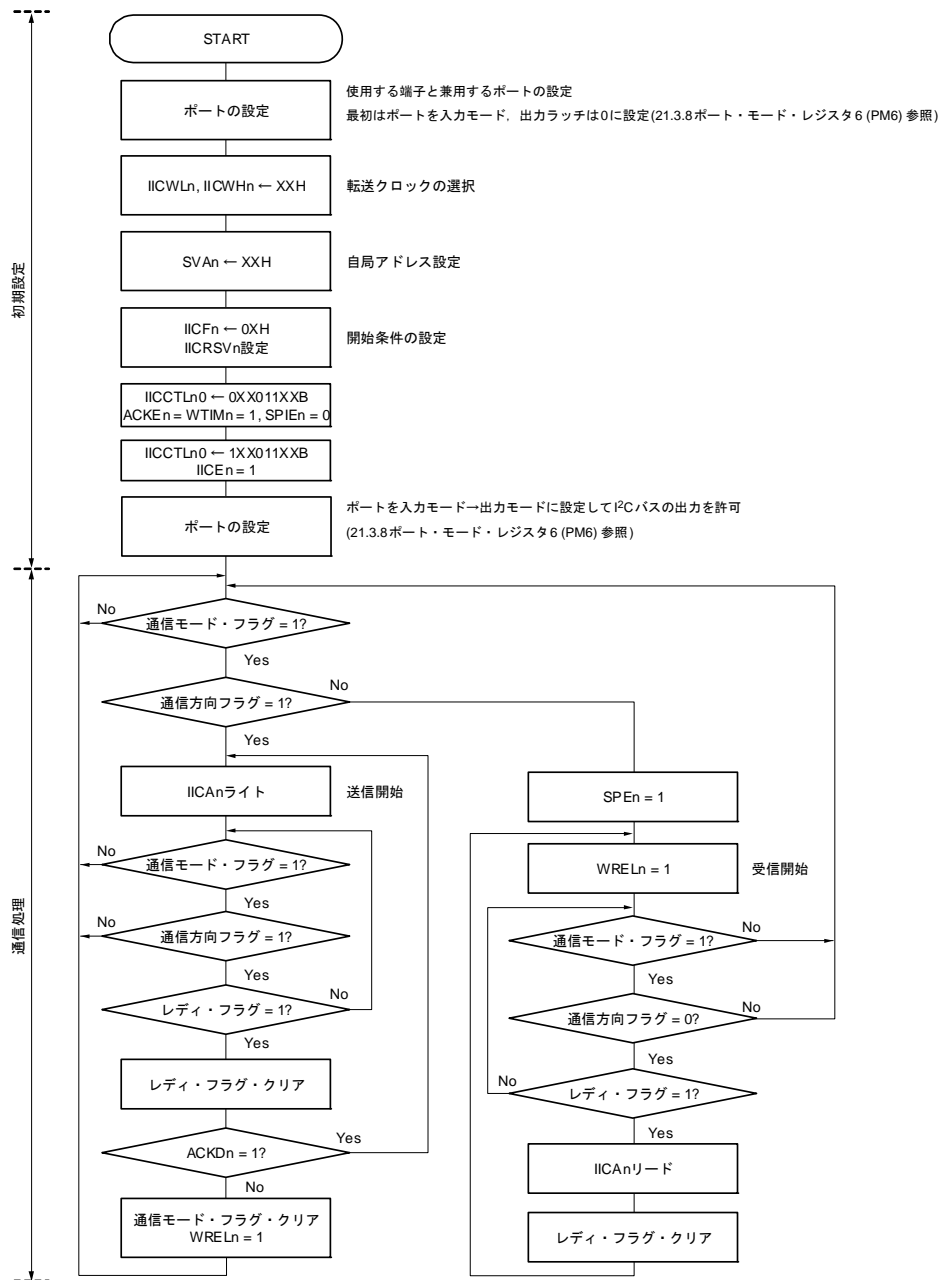 START
ポートの設定
使用する端子と兼用するポートの設定
最初はポートを入力モード, 出力ラッチは0に設定(21.3.8ポート・モード・レジスタ6 (PM6) 参照)
IICWLn, IICWHn ← XXH
転送クロックの選択
SVAn ← XXH
自局アドレス設定
初期設定
IICFn ← 0XH
IICRSVn設定
開始条件の設定
IICCTLn0 ← 0XX011XXB
ACKEn = WTIMn = 1, SPIEn = 0
IICCTLn0 ← 1XX011XXB
IICEn = 1
ポートの設定
ポートを入力モード→出力モードに設定してI²Cバスの出力を許可
(21.3.8ポート・モード・レジスタ6 (PM6) 参照)
No
通信モード・フラグ = 1?
Yes
No
通信方向フラグ = 1?
Yes
IICAnライト
送信開始
No
通信モード・フラグ = 1?
Yes
No
通信方向フラグ = 1?
Yes
No
レディ・フラグ = 1?
Yes
レディ・フラグ・クリア
Yes
ACKDn = 1?
No
通信モード・フラグ・クリア
WRELn = 1
通信処理
SPEn = 1
WRELn = 1
受信開始
No
通信モード・フラグ = 1?
Yes
No
通信方向フラグ = 0?
Yes
No
レディ・フラグ = 1?
Yes
IICAnリード
レディ・フラグ・クリア